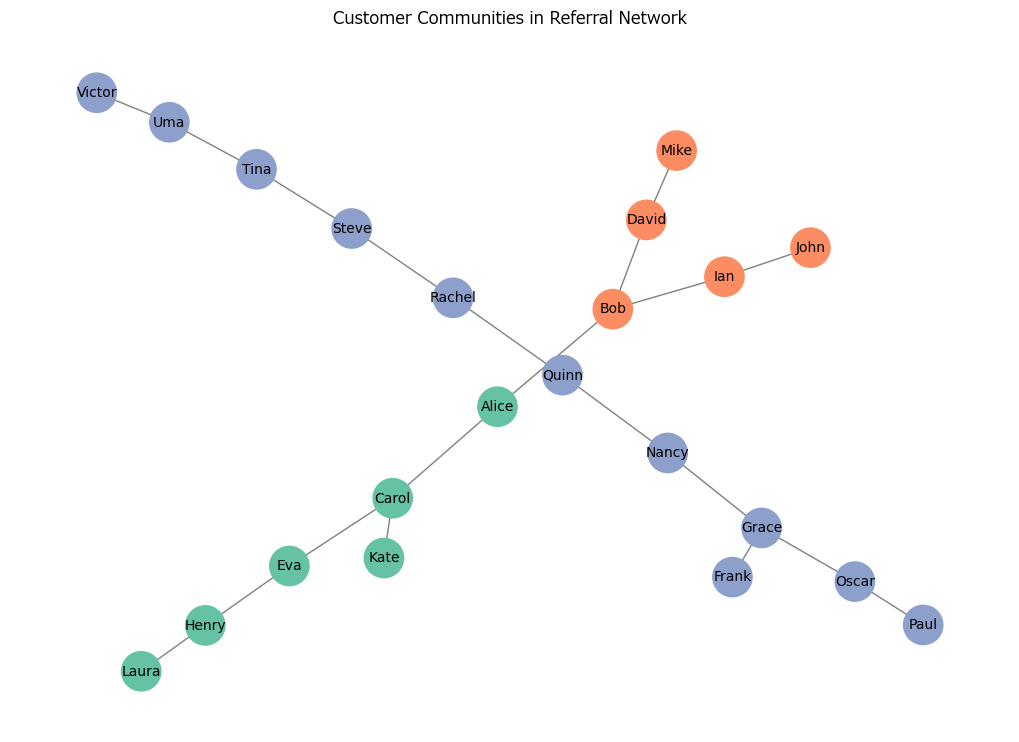 Customer Communities in Referral Network
Victor
Uma
Mike
Tina
David
Steve
John
Ian
Rachel
Bob
Quinn
Alice
Nancy
Carol
Grace
Kate
Eva
Frank
Oscar
Henry
Paul
Laura